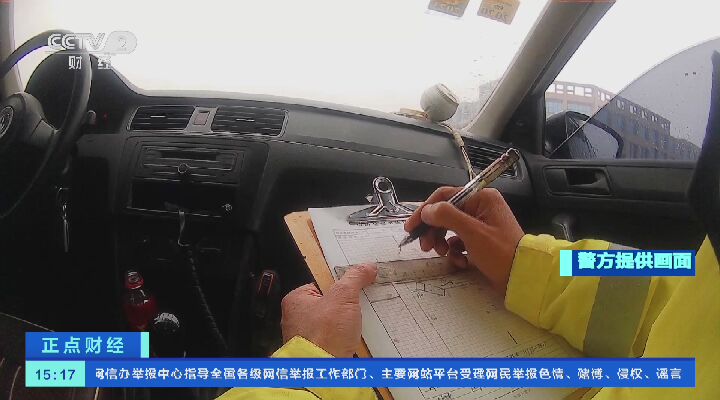 CCTV 2
财经
警方提供画面
正点财经
15:17
网信办举报中心指导全国各级网信举报工作部门、主要网站平台受理网民举报色情、赌博、侵权、谣言